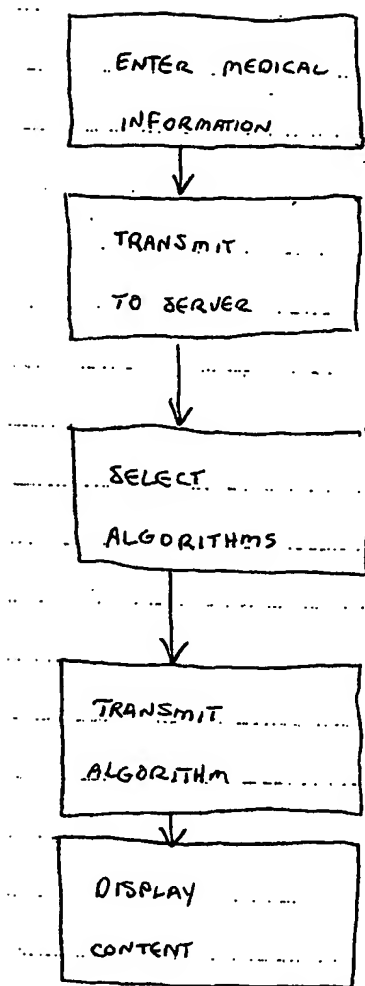 ENTER MEDICAL
INFORMATION
TRANSMIT
TO SERVER
SELECT
ALGORITHMS
TRANSMIT
ALGORITHM
DISPLAY
CONTENT